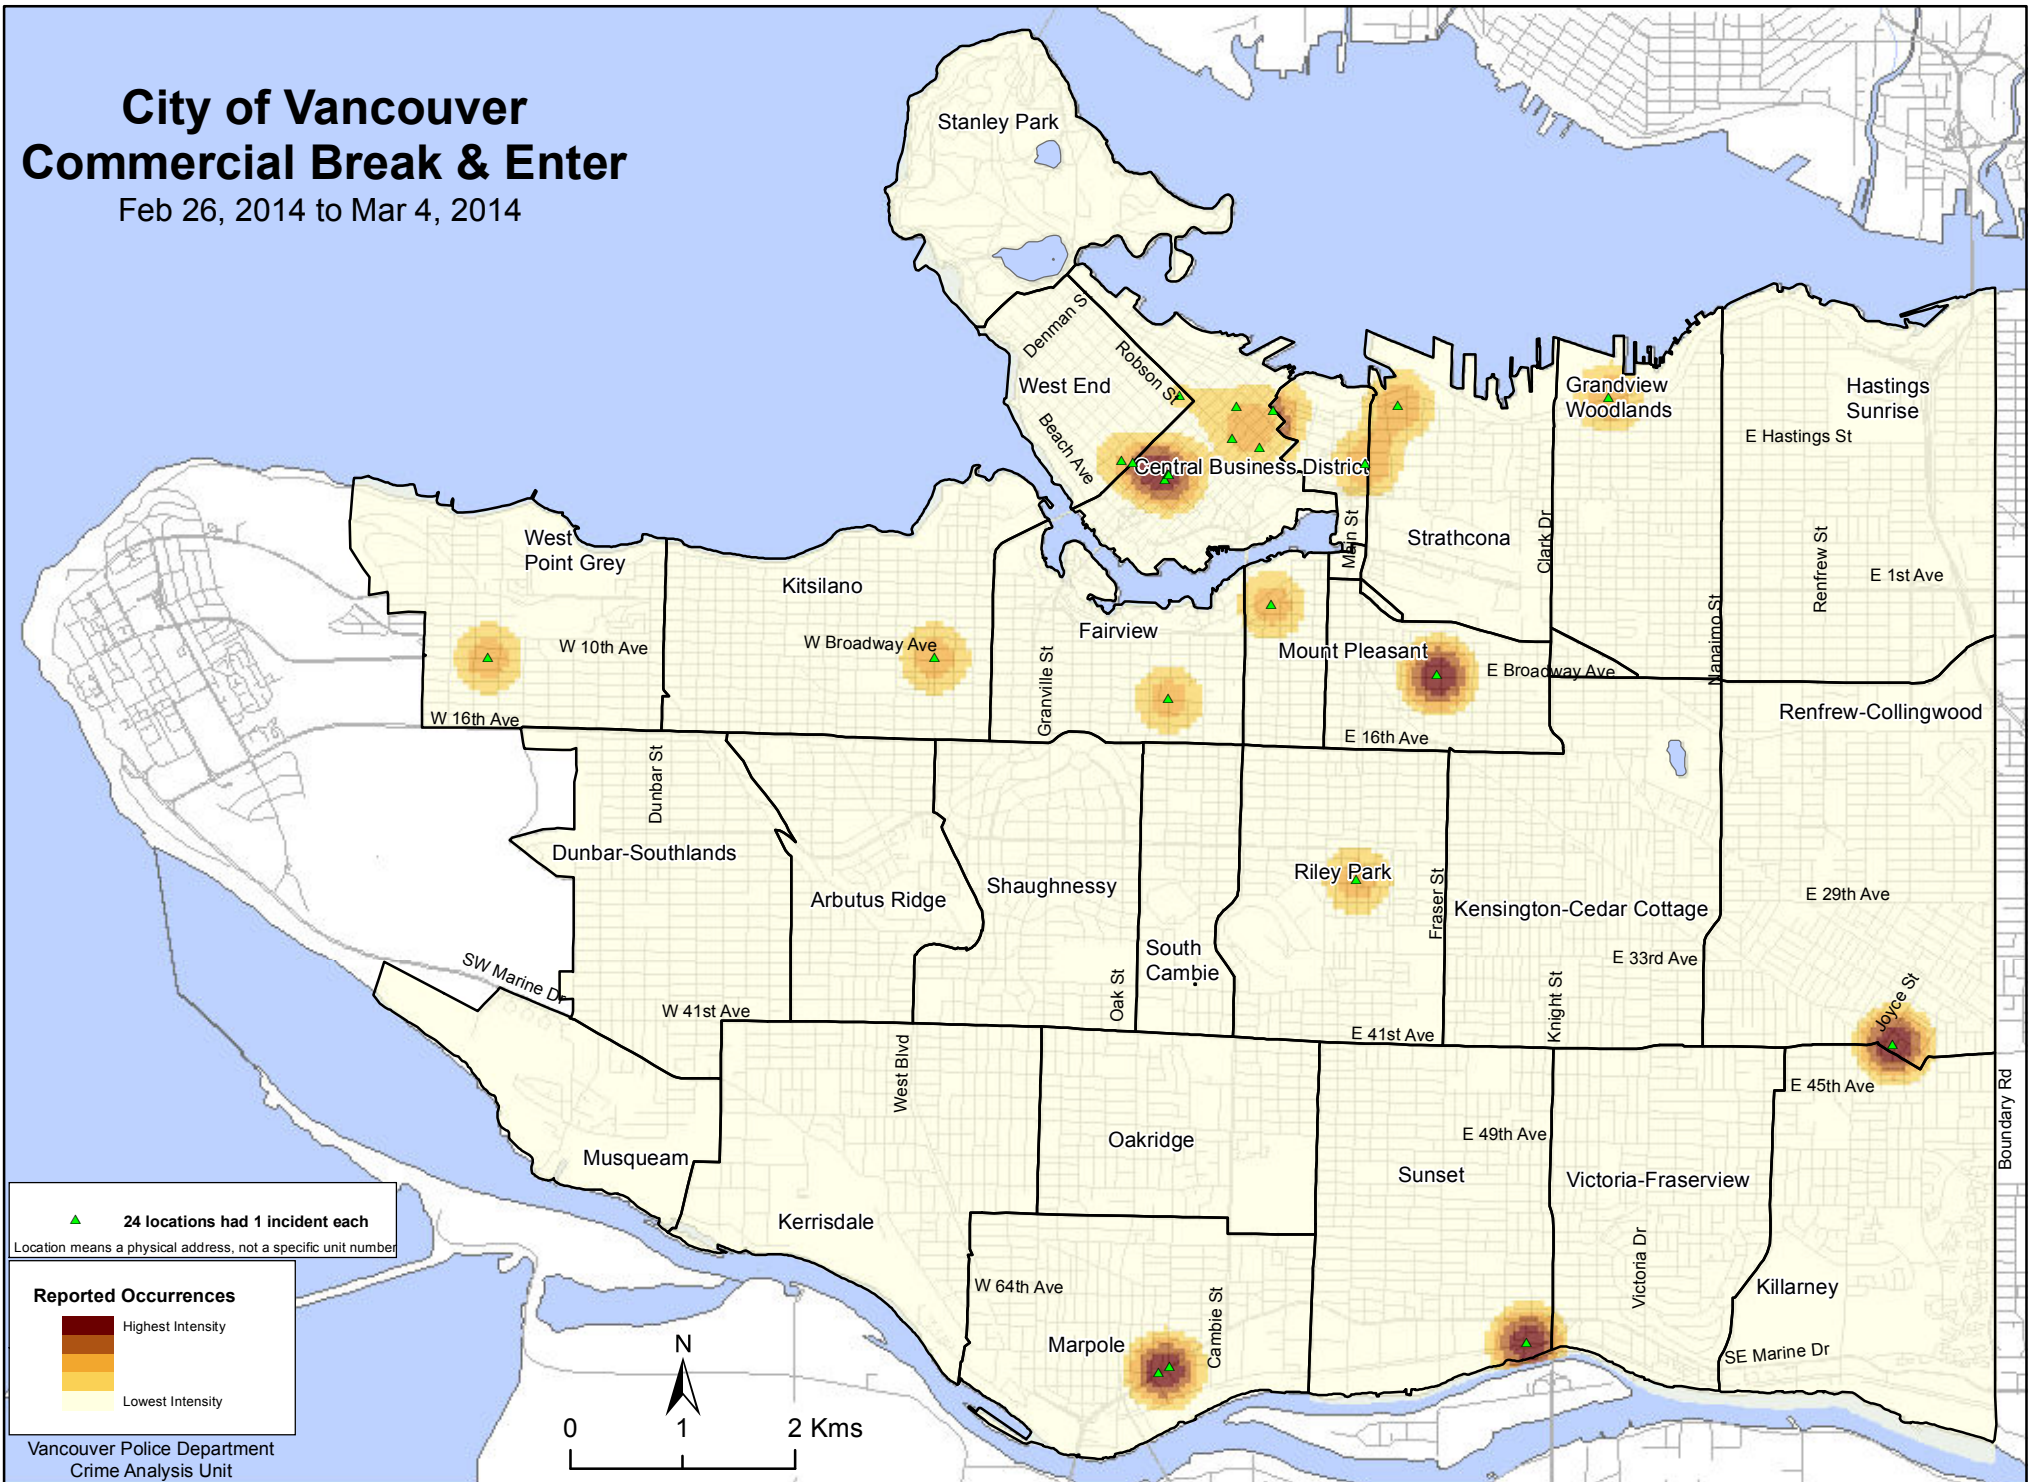 City of Vancouver
Commercial Break & Enter
Feb 26, 2014 to Mar 4, 2014
Stanley Park
Denman S
Robson St
West End
Beach Ave
Central Business District
Grandview
Woodlands
Hastings
Sunrise
E Hastings St
Strathcona
Main St
Clark Dr
Nanaimo St
Renfrew St
E 1st Ave
West
Point Grey
Kitsilano
Fairview
W 10th Ave
W Broadway Ave
Granville St
Mount Pleasant
E Broadway Ave
W 16th Ave
E 16th Ave
Renfrew-Collingwood
Dunbar St
Dunbar-Southlands
Arbutus Ridge
Shaughnessy
South
Cambie
Oak St
Riley Park
Fraser St
Kensington-Cedar Cottage
E 29th Ave
E 33rd Ave
Knight St
Joyce St
SW Marine Dr
W 41st Ave
E 41st Ave
E 45th Ave
Boundary Rd
West Blvd
Musqueam
Oakridge
E 49th Ave
Sunset
Victoria-Fraserview
Kerrisdale
Victoria Dr
W 64th Ave
Cambie St
Killarney
Marpole
SE Marine Dr
24 locations had 1 incident each
Location means a physical address, not a specific unit number
Reported Occurrences
Highest Intensity
Lowest Intensity
Vancouver Police Department
Crime Analysis Unit
N
0 1 2 Kms